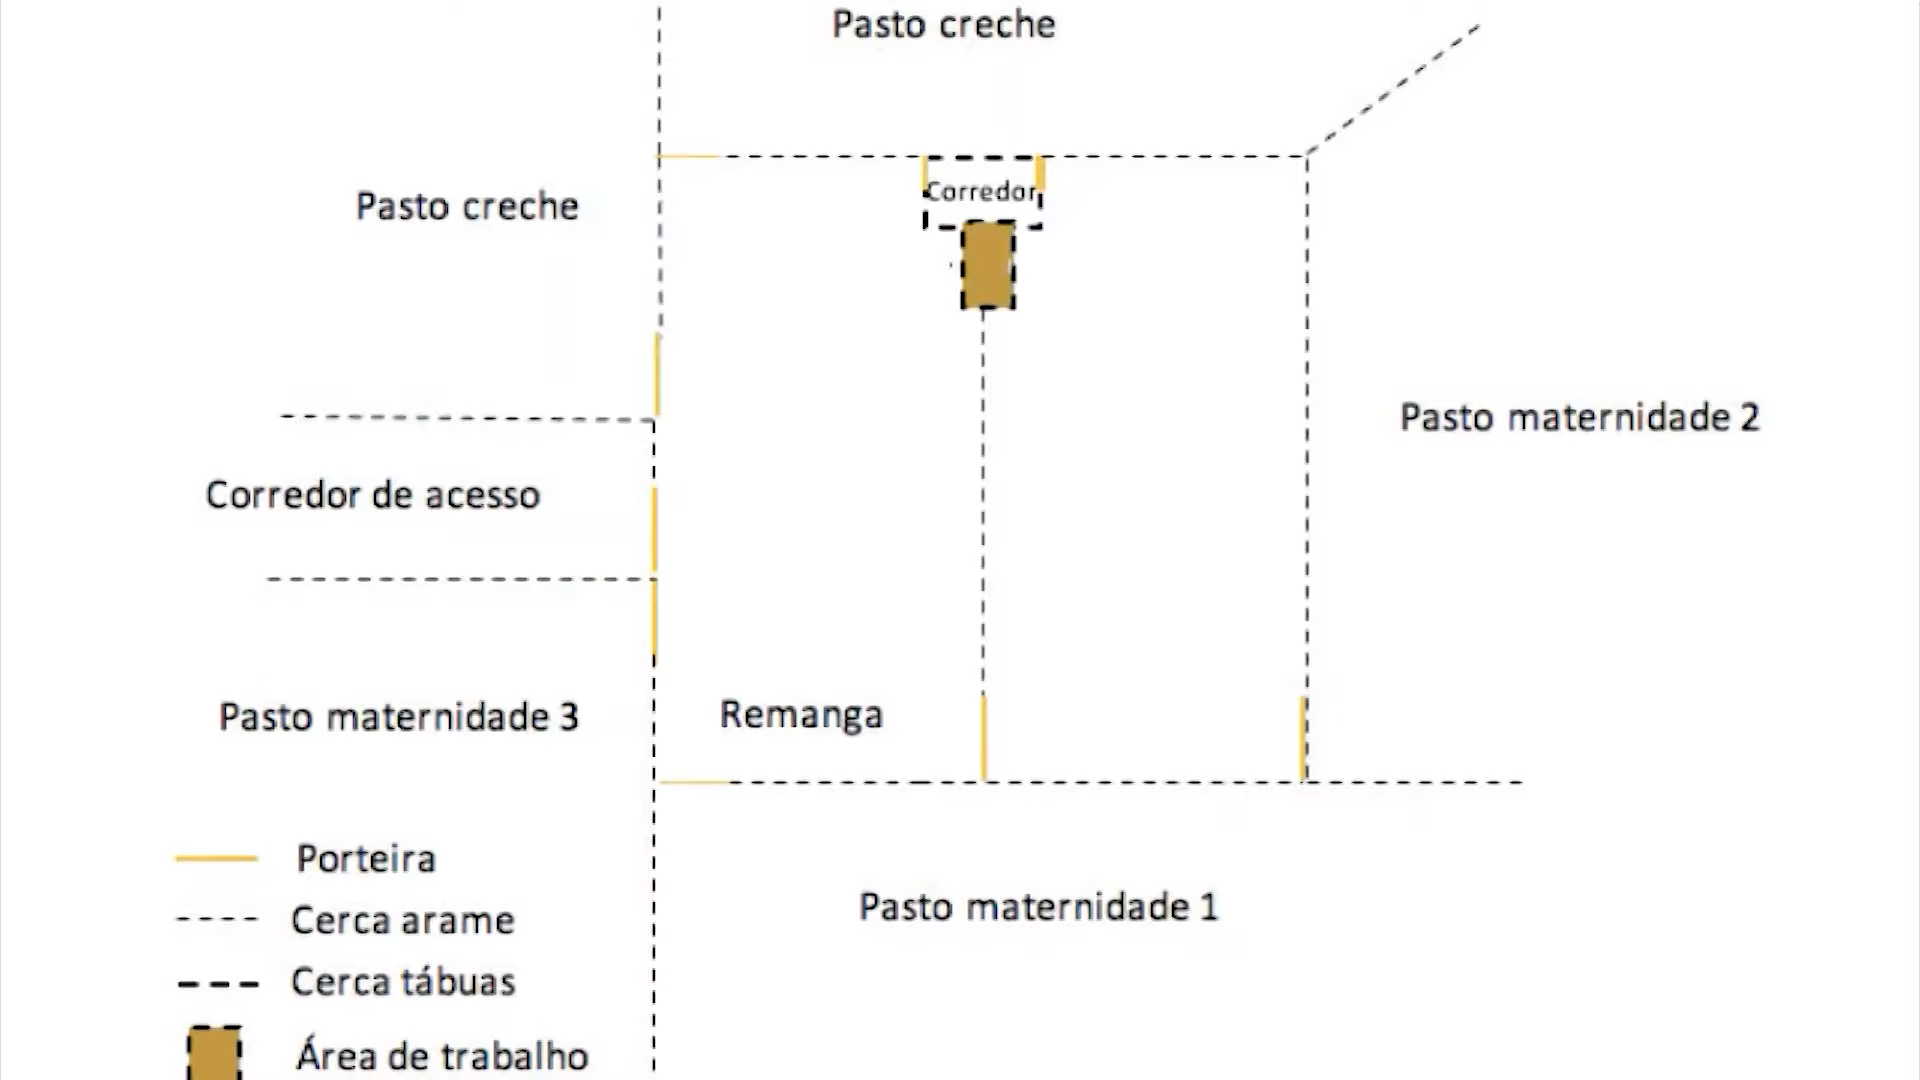 Pasto creche
Pasto creche
Corredor
Pasto maternidade 2
Corredor de acesso
Pasto maternidade 3
Remanga
Pasto maternidade 1
Porteira
Cerca arame
Cerca tábuas
Área de trabalho